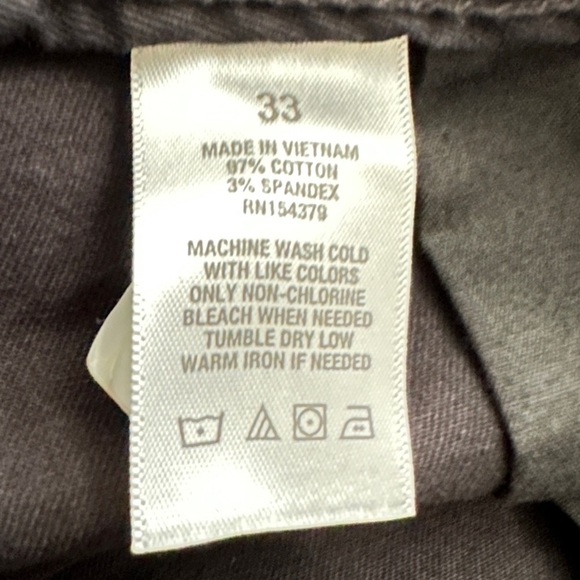 33
MADE IN VIETNAM
97% COTTON
3% SPANDEX
RN154379
MACHINE WASH COLD
WITH LIKE COLORS
ONLY NON-CHLORINE
BLEACH WHEN NEEDED
TUMBLE DRY LOW
WARM IRON IF NEEDED